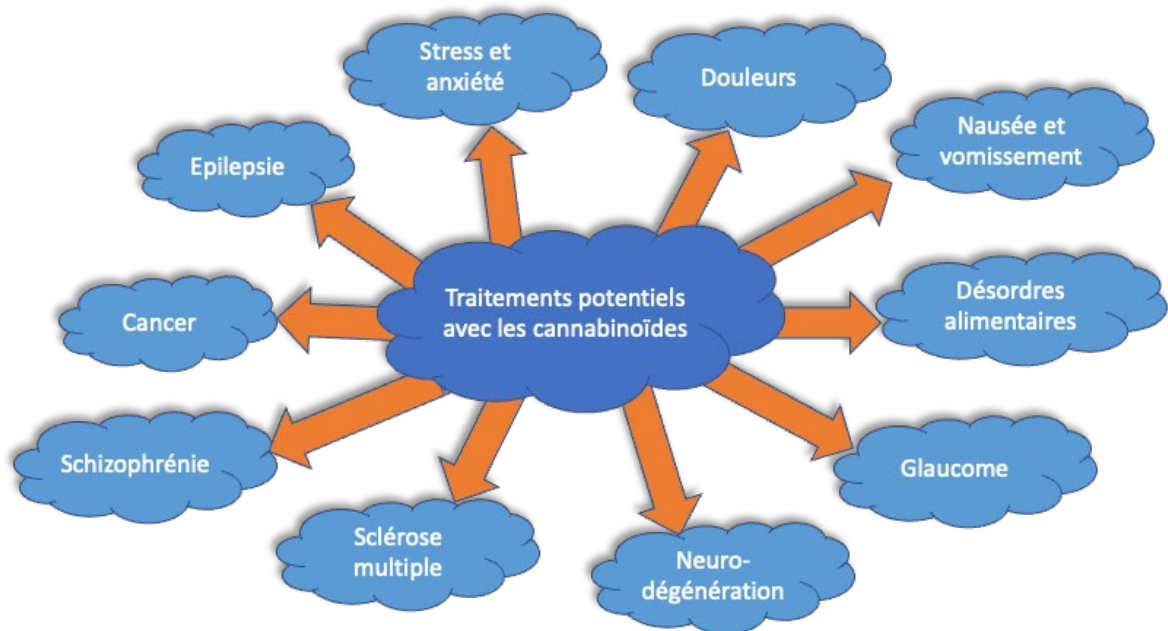 Stress et
anxiété
Douleurs
Nausée et
vomissement
Epilepsie
Traitements potentiels
avec les cannabinoïdes
Désordres
alimentaires
Cancer
Schizophrénie
Glaucome
Sclérose
multiple
Neuro-
dégénération